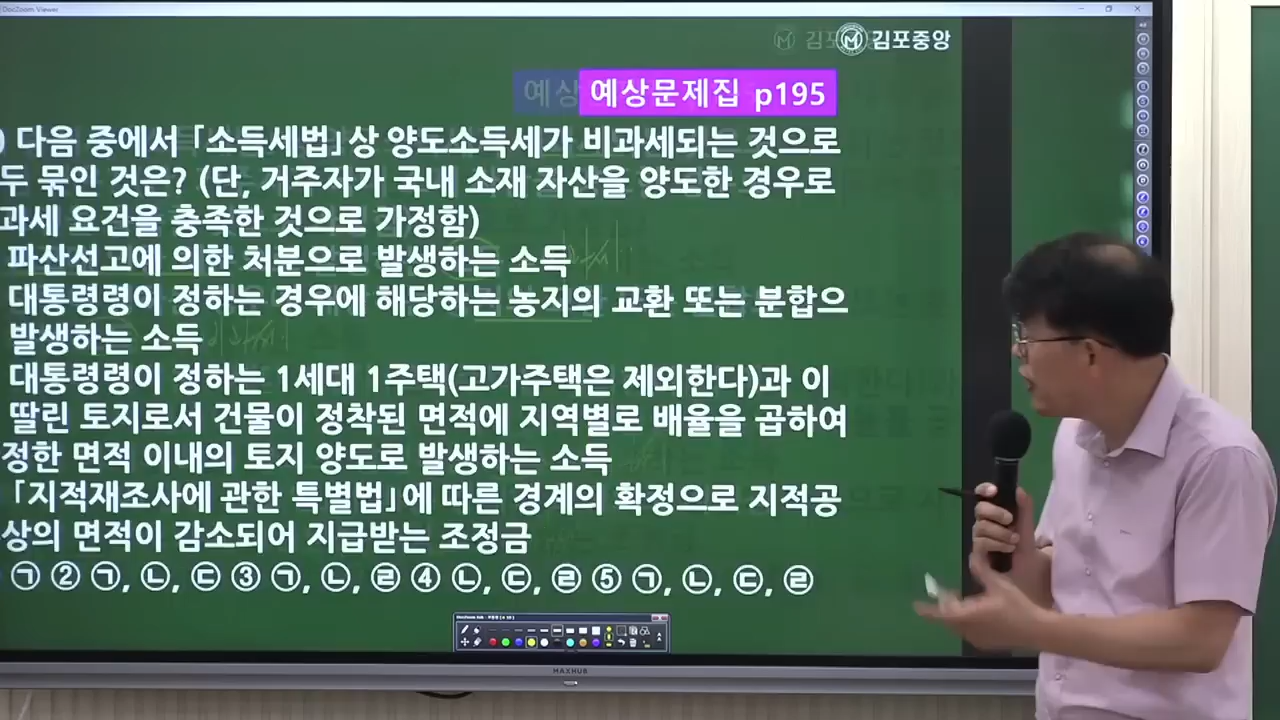 DocZoom Viewer
김포중앙
예상문제집 p195
) 다음 중에서 「소득세법」상 양도소득세가 비과세되는 것으로
두 묶인 것은? (단, 거주자가 국내 소재 자산을 양도한 경우로
과세 요건을 충족한 것으로 가정함)
파산선고에 의한 처분으로 발생하는 소득
대통령령이 정하는 경우에 해당하는 농지의 교환 또는 분합으
발생하는 소득
대통령령이 정하는 1세대 1주택(고가주택은 제외한다)과 이
딸린 토지로서 건물이 정착된 면적에 지역별로 배율을 곱하여
정한 면적 이내의 토지 양도로 발생하는 소득
「지적재조사에 관한 특별법」에 따른 경계의 확정으로 지적공
상의 면적이 감소되어 지급받는 조정금
㉠ ② ㉠, ㉡, ㉢ ③ ㉠, ㉡, ㉣ ④ ㉡, ㉢, ㉣ ⑤ ㉠, ㉡, ㉢, ㉣
MAXHUB